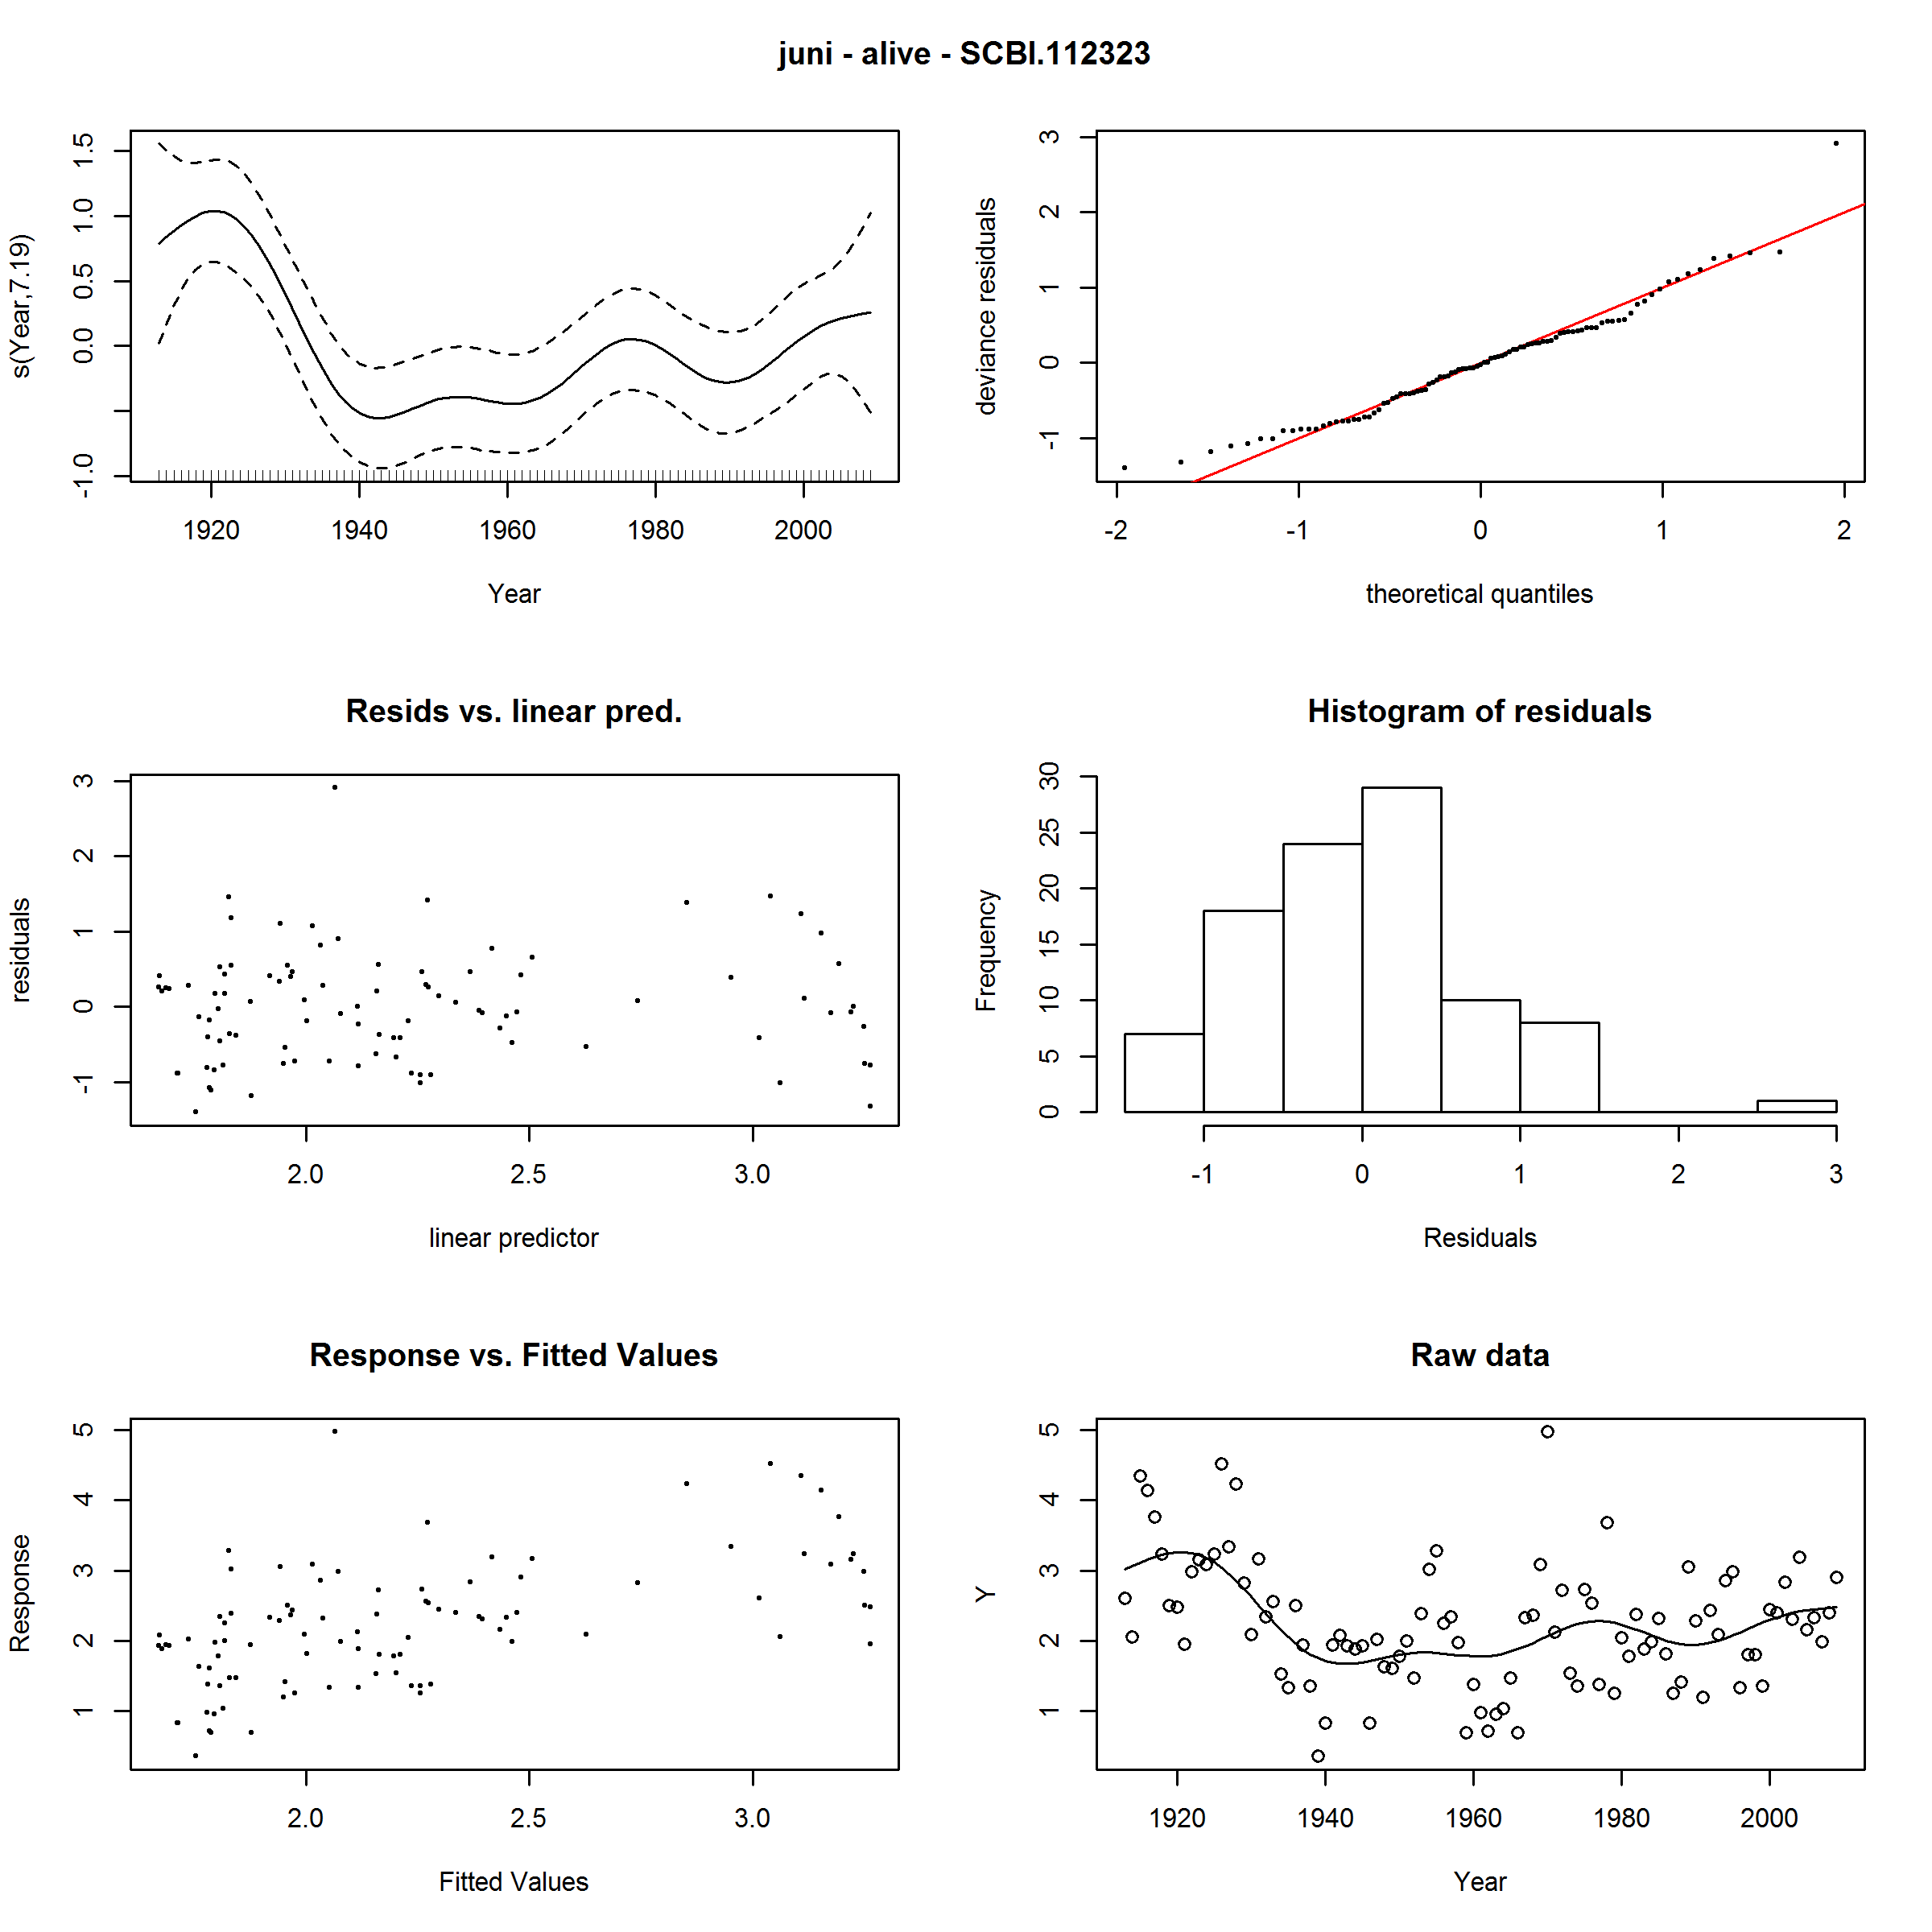 juni - alive - SCBI.112323
s(Year,7.19)
1.5
1.0
0.5
0.0
-1.0
1920 1940 1960 1980 2000
Year
deviance residuals
3
2
1
0
-1
-2 -1 0 1 2
theoretical quantiles
Resids vs. linear pred.
residuals
3
2
1
0
-1
2.0 2.5 3.0
linear predictor
Histogram of residuals
Frequency
30
25
20
15
10
5
0
-1 0 1 2 3
Residuals
Response vs. Fitted Values
Response
5
4
3
2
1
2.0 2.5 3.0
Fitted Values
Raw data
Y
5
4
3
2
1
1920 1940 1960 1980 2000
Year